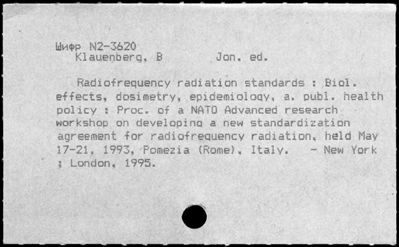 Шифр N2-3620
Klauenberg, B Jon. ed.
Radiofrequency radiation standards : Biol.
effects, dosimetry, epidemiology, a. publ. health
policy : Proc. of a NATO Advanced research
workshop on developing a new standardization
agreement for radiofrequency radiation, held May
17-21, 1993, Pomezia (Rome), Italy. - New York
; London, 1995.